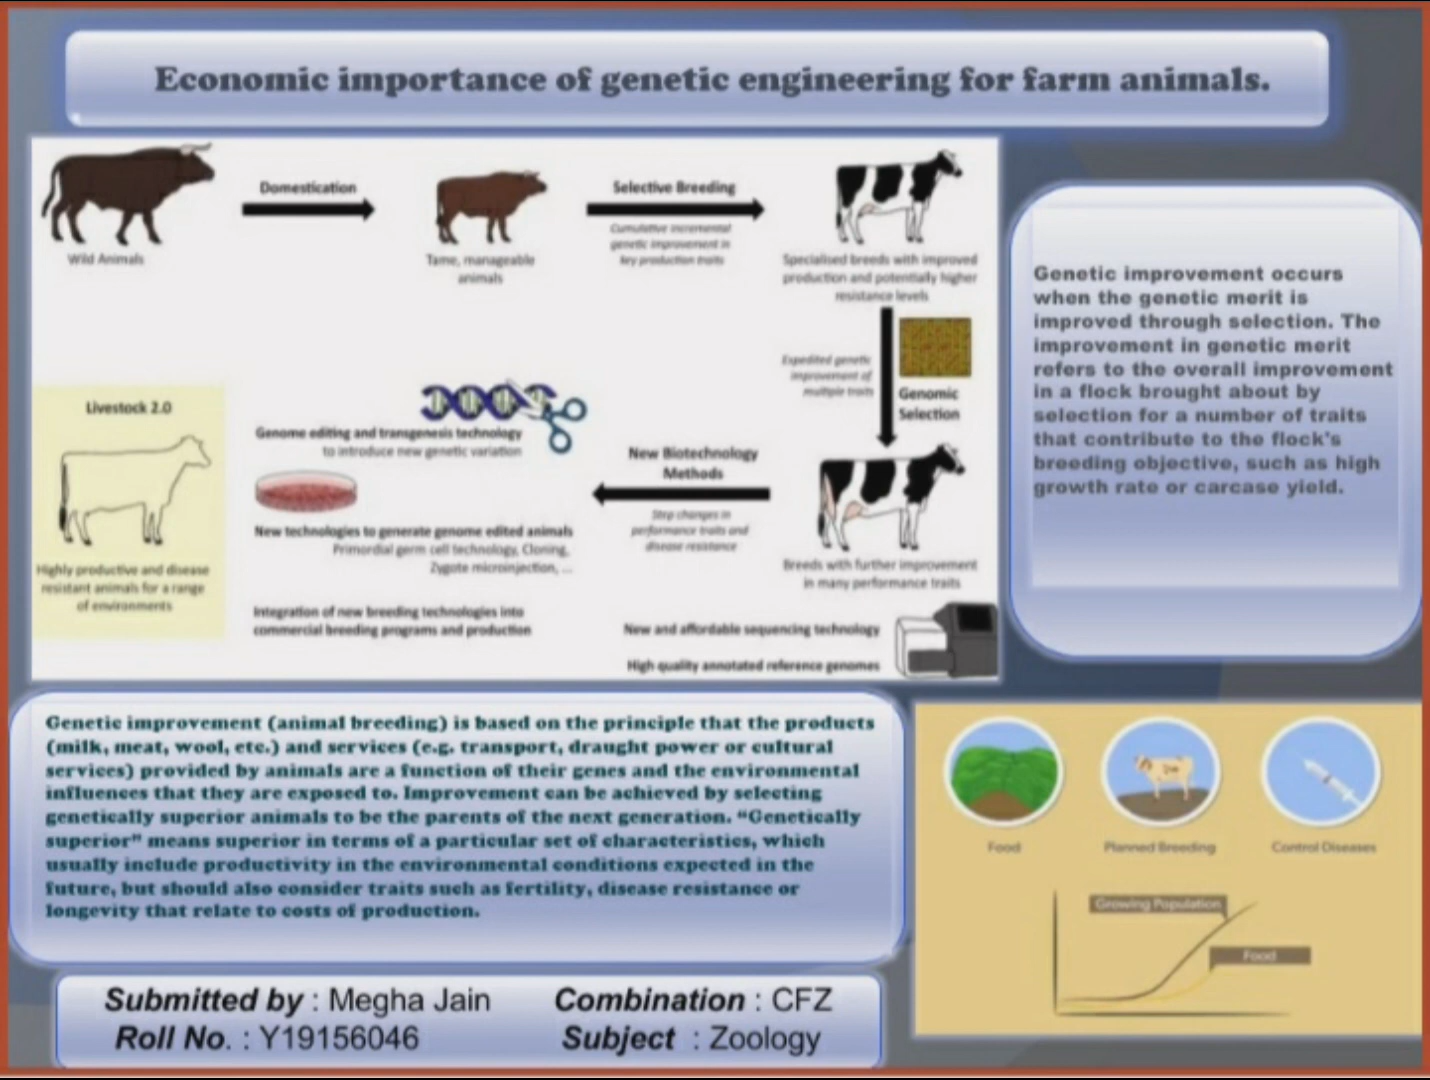 Economic importance of genetic engineering for farm animals.
Domestication
Selective Breeding
Cumulative incremental
genetic improvement in
key production traits
Wild Animals
Tame, manageable
animals
Specialised breeds with improved
production and potentially higher
resistance levels
Expedited genetic
improvement of
multiple traits
Genomic
Selection
Livestock 2.0
Highly productive and disease
resistant animals for a range
of environments
Genome editing and transgenesis technology
to introduce new genetic variation
New technologies to generate genome edited animals
Primordial germ cell technology, Cloning,
Zygote microinjection, ...
Integration of new breeding technologies into
commercial breeding programs and production
New Biotechnology
Methods
Step changes in
performance traits and
disease resistance
Breeds with further improvement
in many performance traits
New and affordable sequencing technology
High quality annotated reference genomes
Genetic improvement occurs
when the genetic merit is
improved through selection. The
improvement in genetic merit
refers to the overall improvement
in a flock brought about by
selection for a number of traits
that contribute to the flock's
breeding objective, such as high
growth rate or carcase yield.
Genetic improvement (animal breeding) is based on the principle that the products
(milk, meat, wool, etc.) and services (e.g. transport, draught power or cultural
services) provided by animals are a function of their genes and the environmental
influences that they are exposed to. Improvement can be achieved by selecting
genetically superior animals to be the parents of the next generation. “Genetically
superior” means superior in terms of a particular set of characteristics, which
usually include productivity in the environmental conditions expected in the
future, but should also consider traits such as fertility, disease resistance or
longevity that relate to costs of production.
Food
Planned Breeding
Control Diseases
Growing Population
Food
Submitted by : Megha Jain
Combination : CFZ
Roll No. : Y19156046
Subject : Zoology